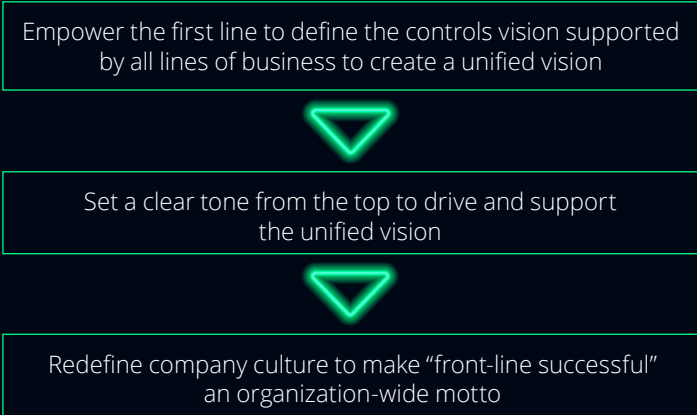 Empower the first line to define the controls vision supported
by all lines of business to create a unified vision
Set a clear tone from the top to drive and support
the unified vision
Redefine company culture to make “front-line successful”
an organization-wide motto